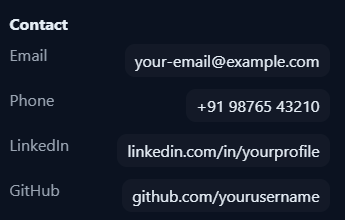 Contact
Email
your-email@example.com
Phone
+91 98765 43210
LinkedIn
linkedin.com/in/yourprofile
GitHub
github.com/yourusername